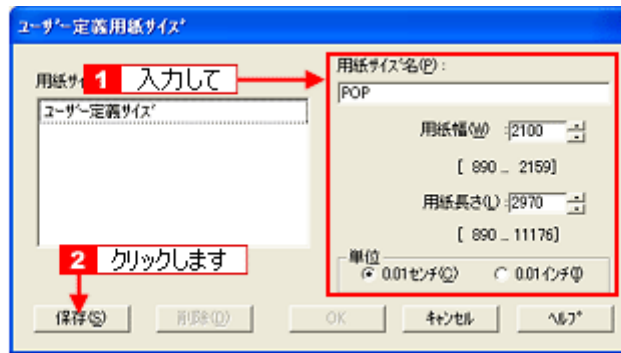 ユーザー定義用紙サイズ
用紙サイ
1 入力して
ユーザー定義サイズ
2 クリックします
用紙サイズ名(P):
POP
用紙幅(W) :2100
[ 890 .. 2159]
用紙長さ(L):2970
[ 890 .. 11176]
単位
0.01センチ(C) 0.01インチ(I)
保存(S) 削除(D) OK キャンセル ヘルプ